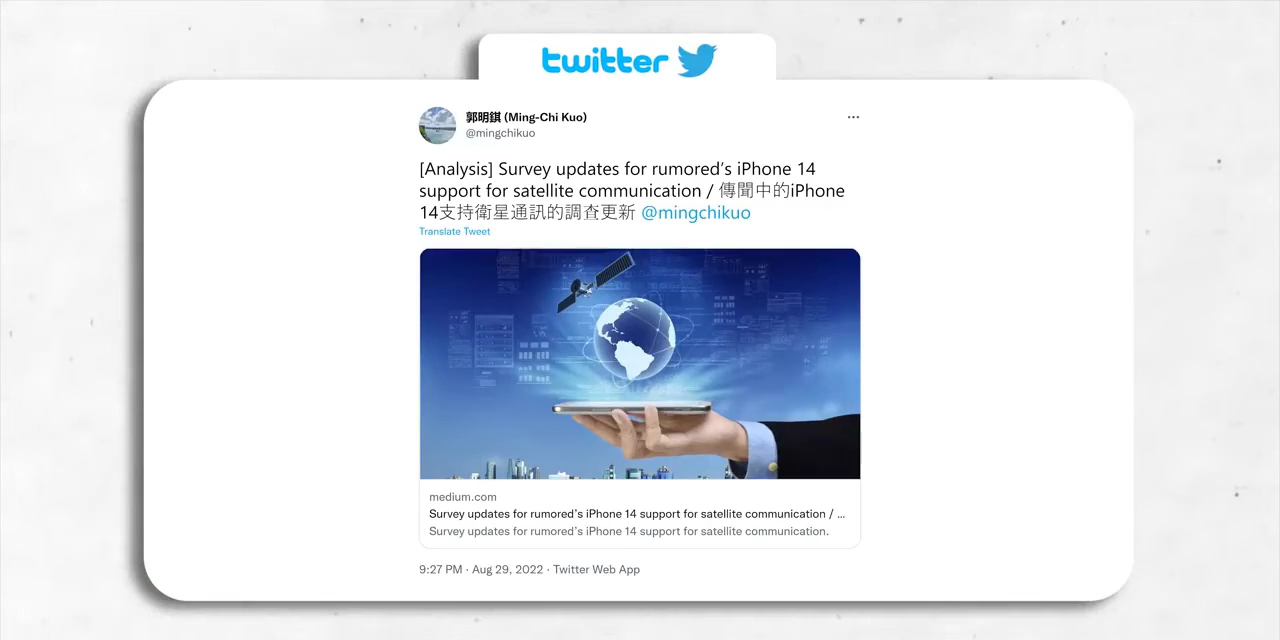 twitter
郭明錤 (Ming-Chi Kuo)
@mingchikuo
[Analysis] Survey updates for rumored's iPhone 14
support for satellite communication / 傳聞中的iPhone
14支持衛星通訊的調查更新 @mingchikuo
Translate Tweet
medium.com
Survey updates for rumored's iPhone 14 support for satellite communication / ...
Survey updates for rumored's iPhone 14 support for satellite communication.
9:27 PM · Aug 29, 2022 · Twitter Web App